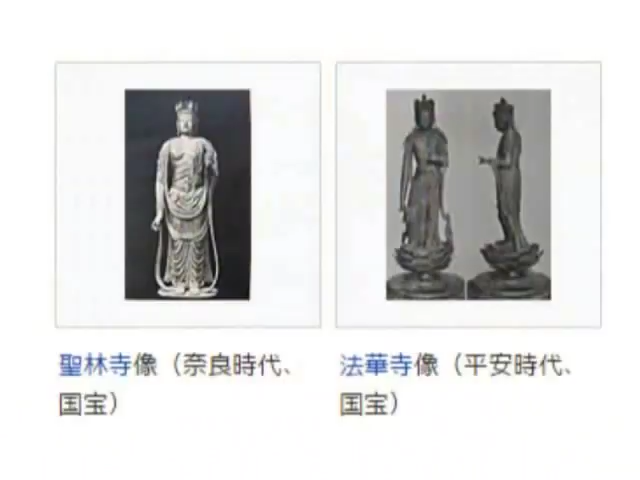 聖林寺像（奈良時代、
国宝）
法華寺像（平安時代、
国宝）